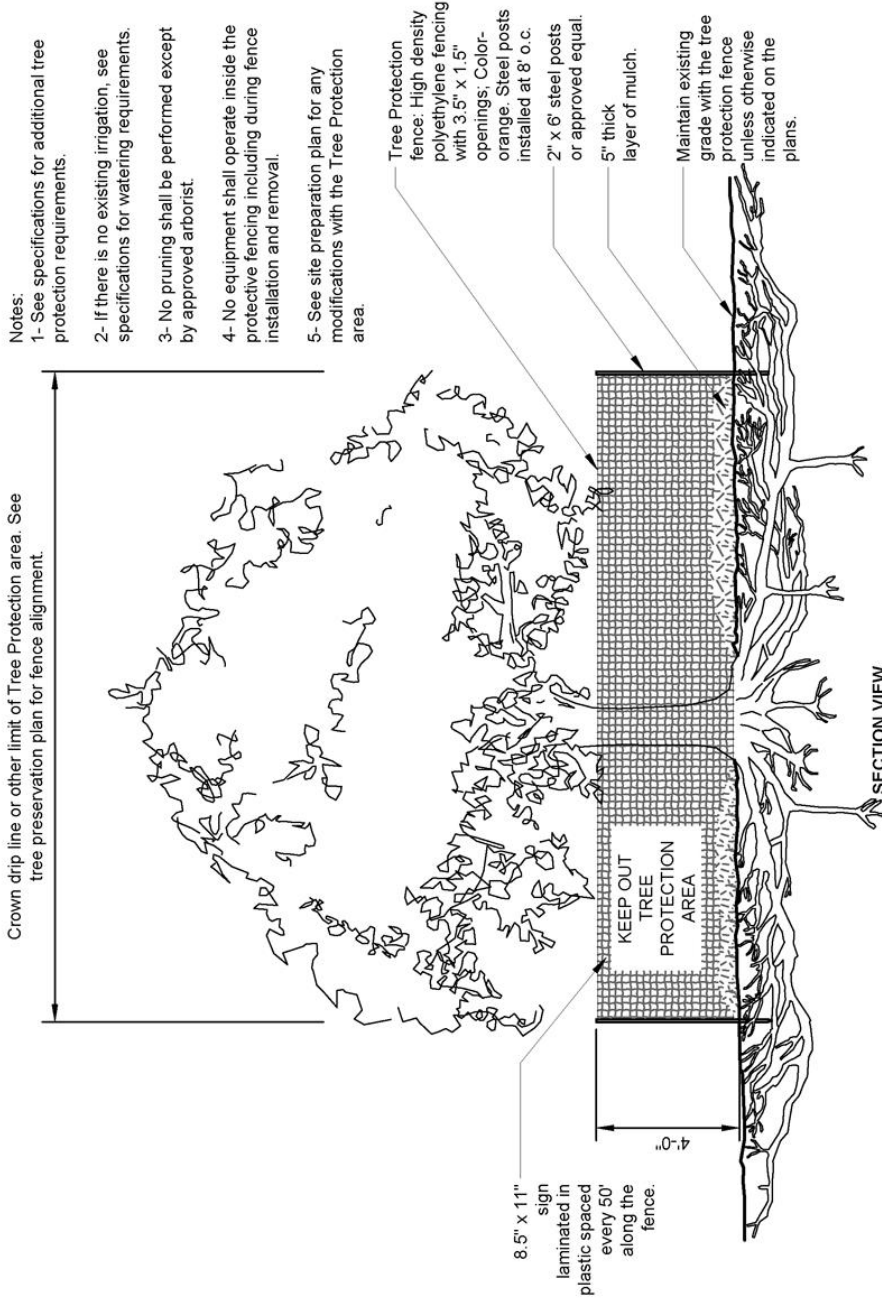 Crown drip line or other limit of Tree Protection area. See
tree preservation plan for fence alignment.
Notes:
1- See specifications for additional tree
protection requirements.
2- If there is no existing irrigation, see
specifications for watering requirements.
3- No pruning shall be performed except
by approved arborist.
4- No equipment shall operate inside the
protective fencing including during fence
installation and removal.
5- See site preparation plan for any
modifications with the Tree Protection
area.
Tree Protection
fence: High density
polyethylene fencing
with 3.5" x 1.5"
openings; Color-
orange. Steel posts
installed at 8' o.c.
2" x 6' steel posts
or approved equal.
5" thick
layer of mulch.
Maintain existing
grade with the tree
protection fence
unless otherwise
indicated on the
plans.
8.5" x 11"
sign
laminated in
plastic spaced
every 50'
along the
fence.
4'-0"
KEEP OUT
TREE
PROTECTION
AREA
SECTION VIEW